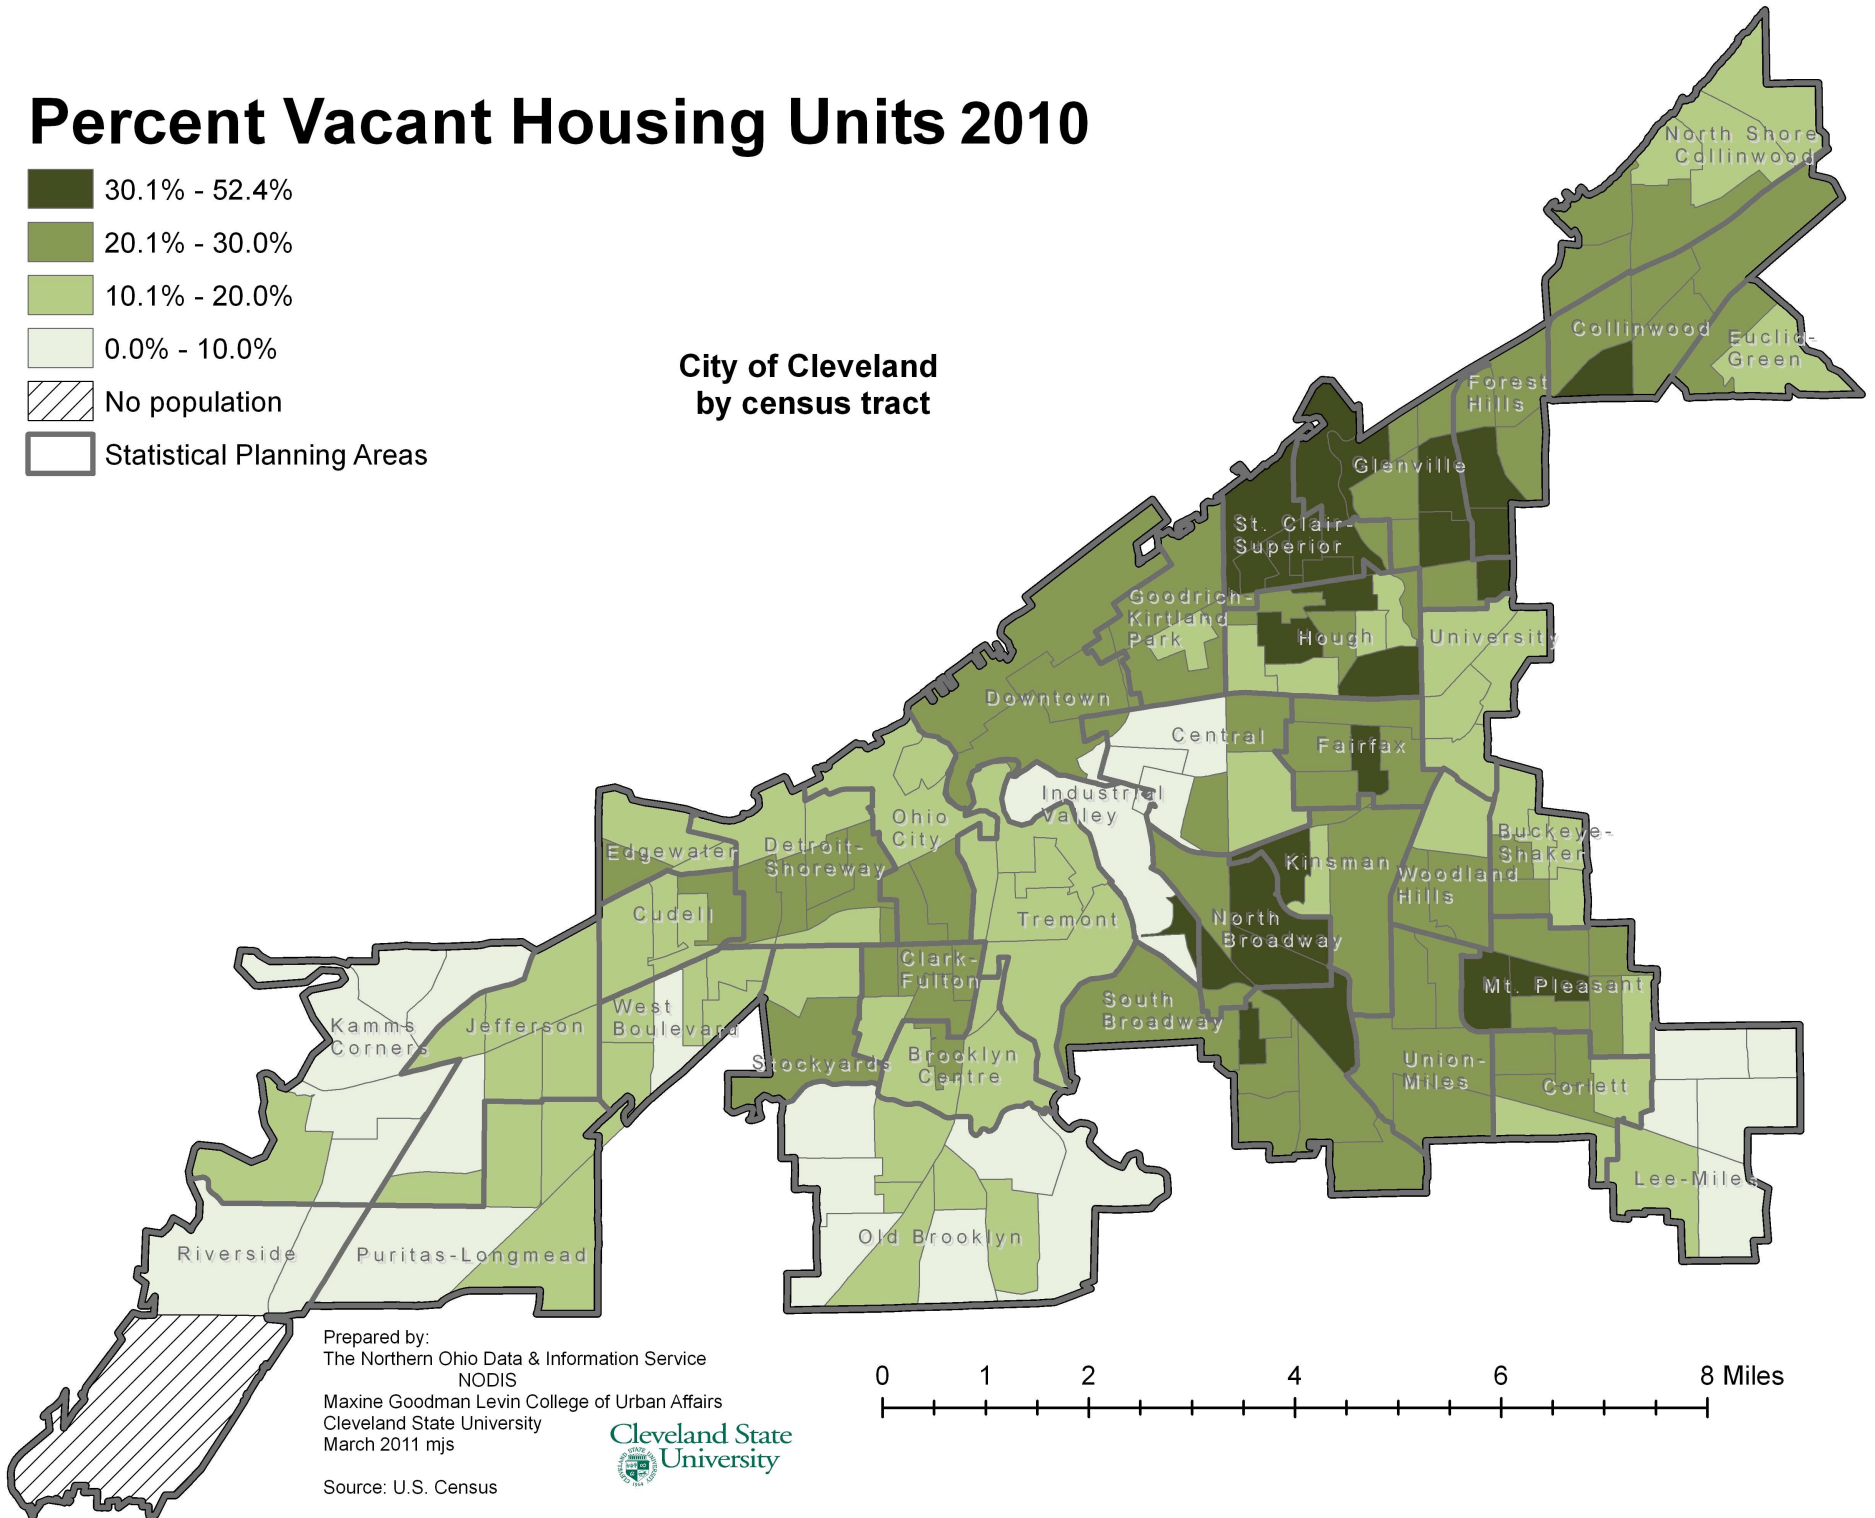 Percent Vacant Housing Units 2010
30.1% - 52.4%
20.1% - 30.0%
10.1% - 20.0%
0.0% - 10.0%
No population
Statistical Planning Areas
City of Cleveland
by census tract
North Shore
Collinwood
Collinwood
Euclid-
Green
Forest
Hills
Glenville
St. Clair-
Superior
Goodrich-
Kirtland
Park
Hough
University
Downtown
Central
Fairfax
Industrial
Valley
Ohio
City
Buckeye-
Shaker
Edgewater
Detroit-
Shoreway
Kinsman
Woodland
Hills
Cudell
Tremont
North
Broadway
Clark-
Fulton
Mt. Pleasant
West
Boulevard
South
Broadway
Kamms
Corners
Jefferson
Stockyards
Brooklyn
Centre
Union-
Miles
Corlett
Lee-Miles
Riverside
Puritas-Longmead
Old Brooklyn
Prepared by:
The Northern Ohio Data & Information Service
NODIS
Maxine Goodman Levin College of Urban Affairs
Cleveland State University
March 2011 mjs
Source: U.S. Census
Cleveland State
University
0 1 2 4 6 8 Miles